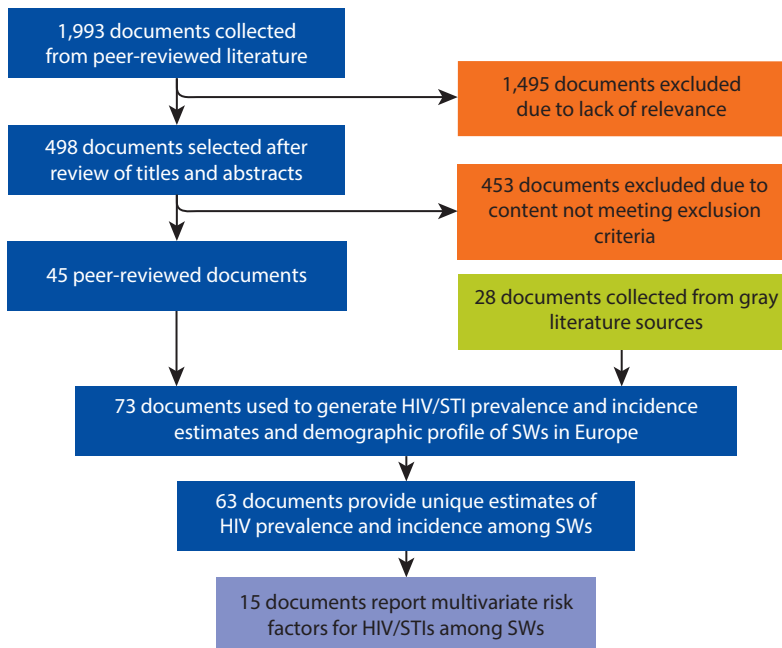 1,993 documents collected
from peer-reviewed literature
1,495 documents excluded
due to lack of relevance
498 documents selected after
review of titles and abstracts
453 documents excluded due to
content not meeting exclusion
criteria
45 peer-reviewed documents
28 documents collected from gray
literature sources
73 documents used to generate HIV/STI prevalence and incidence
estimates and demographic profile of SWs in Europe
63 documents provide unique estimates of
HIV prevalence and incidence among SWs
15 documents report multivariate risk
factors for HIV/STIs among SWs